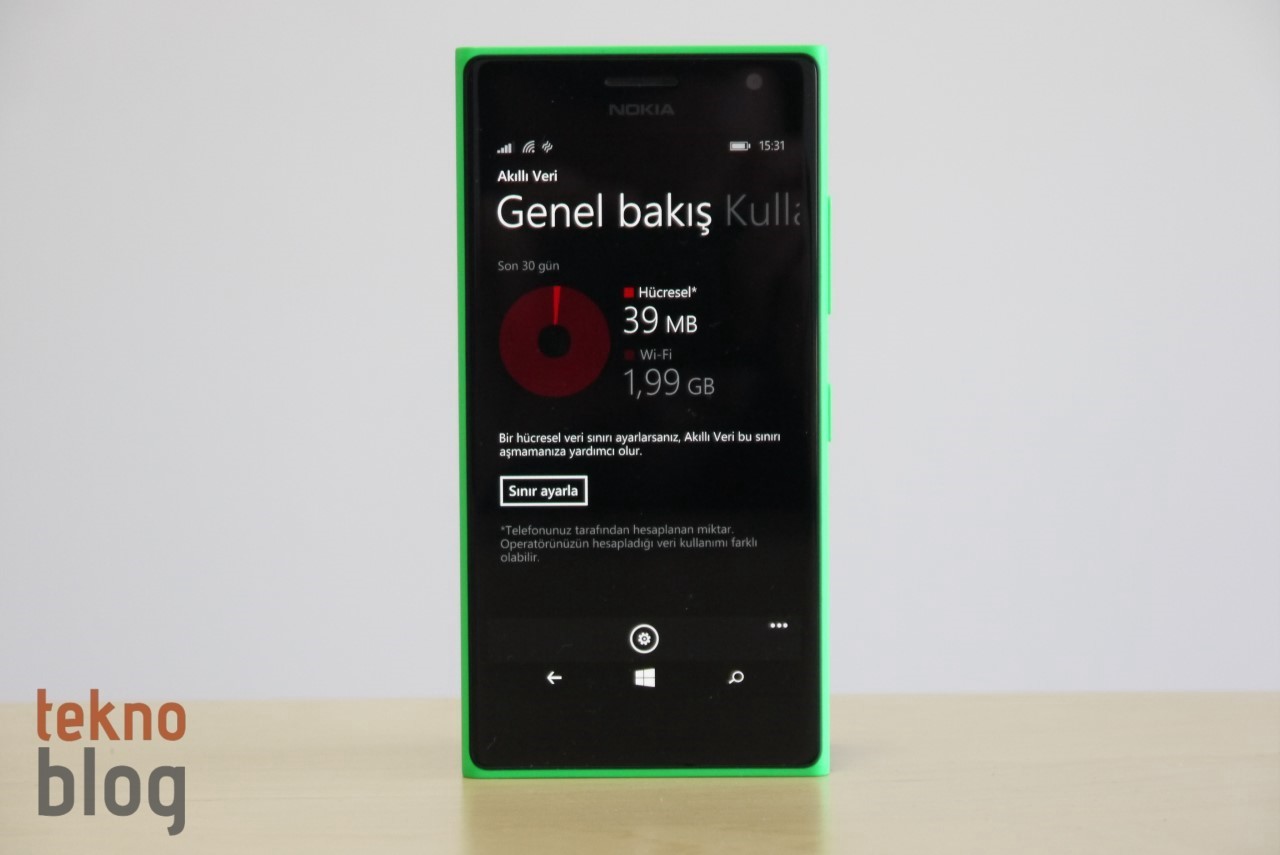 NOKIA
15:31
Akıllı Veri
Genel bakış Kulla
Son 30 gün
Hücresel*
39 MB
Wi-Fi
1,99 GB
Bir hücresel veri sınırı ayarlarsanız, Akıllı Veri bu sınırı
aşmamanıza yardımcı olur.
Sınır ayarla
*Telefonunuz tarafından hesaplanan miktar.
Operatörünüzün hesapladığı veri kullanımı farklı
olabilir.
tekno
blog